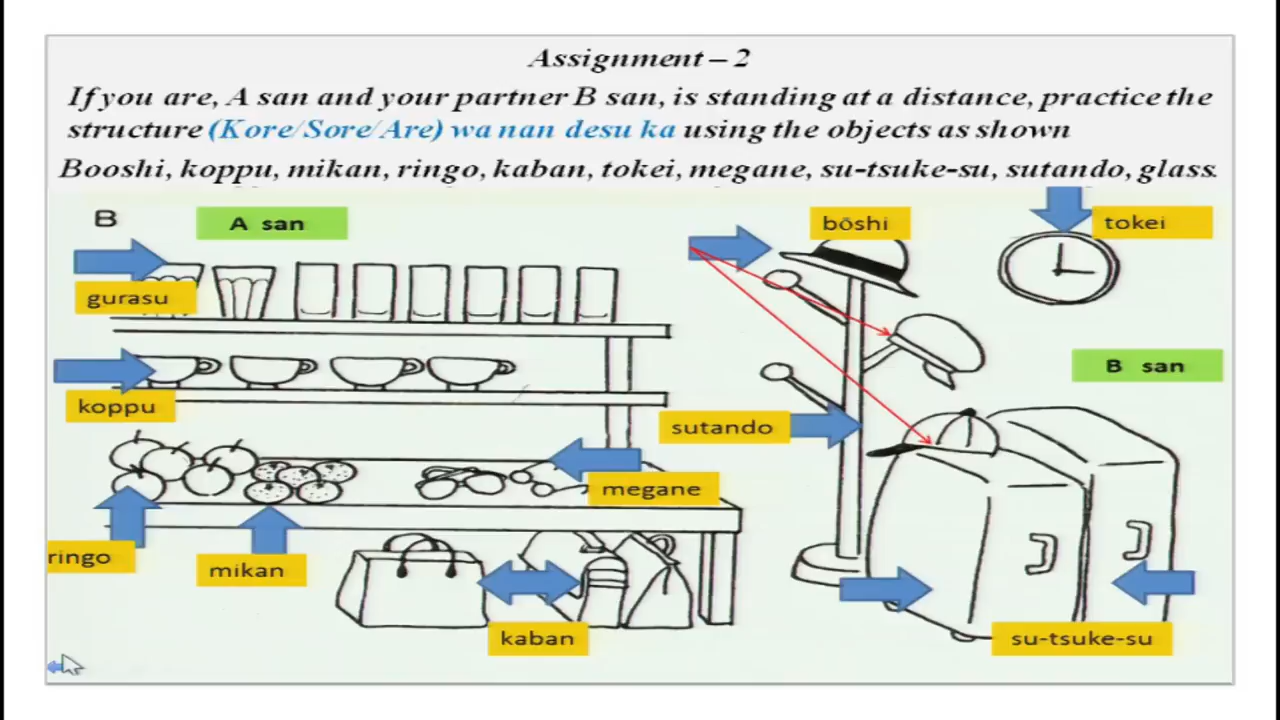 Assignment – 2
If you are, A san and your partner B san, is standing at a distance, practice the
structure (Kore/Sore/Are) wa nan desu ka using the objects as shown
Booshi, koppu, mikan, ringo, kaban, tokei, megane, su-tsuke-su, sutando, glass.
B
A san
bōshi
tokei
gurasu
B san
koppu
sutando
megane
ringo
mikan
kaban
su-tsuke-su